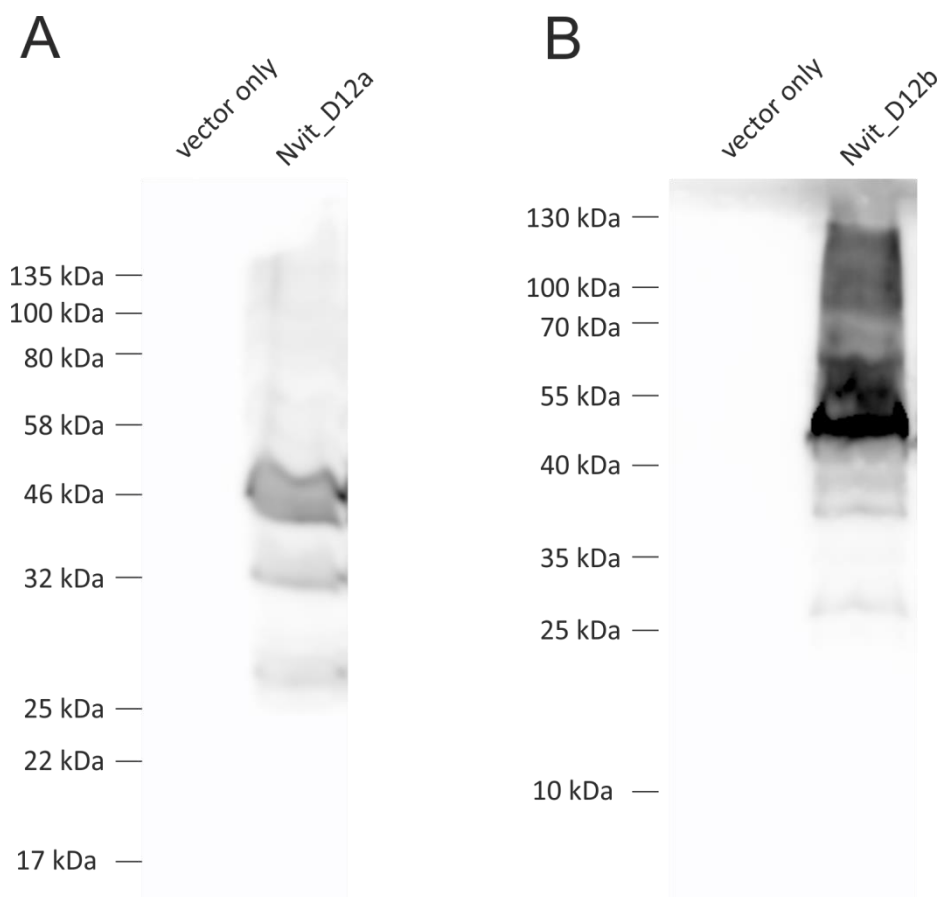 A
vector only
Nvit_D12a
135 kDa
100 kDa
80 kDa
58 kDa
46 kDa
32 kDa
25 kDa
22 kDa
17 kDa
B
vector only
Nvit_D12b
130 kDa
100 kDa
70 kDa
55 kDa
40 kDa
35 kDa
25 kDa
10 kDa